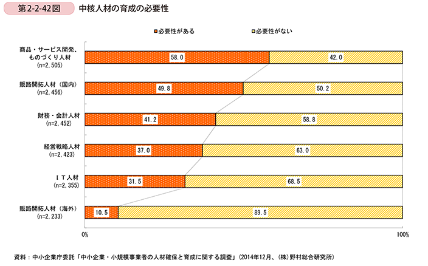 第2-2-42図 中核人材の育成の必要性
必要性がある 必要性がない
商品・サービス開発、
ものづくり人材
(n=2,505)
58.0 42.0
販路開拓人材（国内）
(n=2,456)
49.8 50.2
財務・会計人材
(n=2,452)
41.2 58.8
経営戦略人材
(n=2,423)
37.0 63.0
ＩＴ人材
(n=2,355)
31.5 68.5
販路開拓人材（海外）
(n=2,233)
10.5 89.5
0% 100%
資料：中小企業庁委託「中小企業・小規模事業者の人材確保と育成に関する調査」（2014年12月、（株）野村総合研究所）